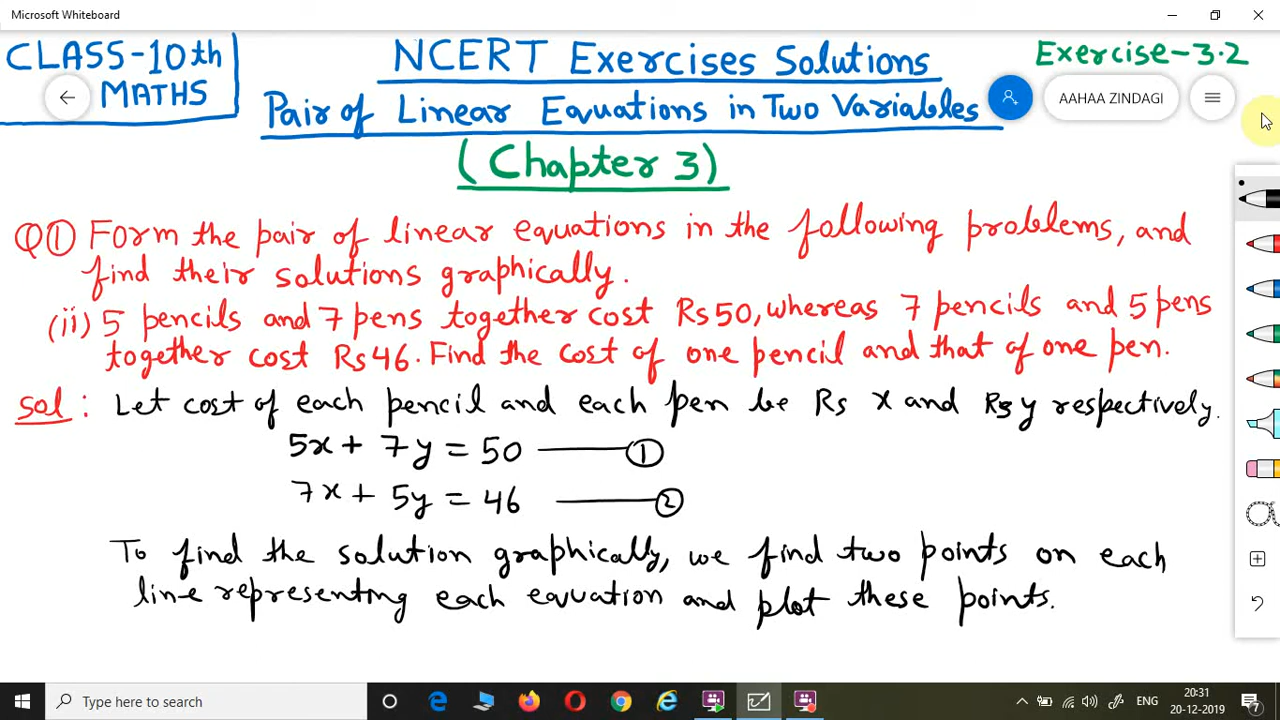 Microsoft Whiteboard
CLASS-10th
MATHS
NCERT Exercises Solutions
Exercise-3.2
Pair of Linear Equations in Two Variables
AAHAA ZINDAGI
(Chapter 3)
Q① Form the pair of linear equations in the following problems, and
find their solutions graphically.
(ii) 5 pencils and 7 pens together cost Rs 50, whereas 7 pencils and 5 pens
together cost Rs 46. Find the cost of one pencil and that of one pen.
Sol: Let cost of each pencil and each pen be Rs x and Rs y respectively.
5x + 7y = 50 ——— ①
7x + 5y = 46 ——— ②
To find the solution graphically, we find two points on each
line representing each equation and plot these points.
Type here to search
ENG
20:31
20-12-2019
7